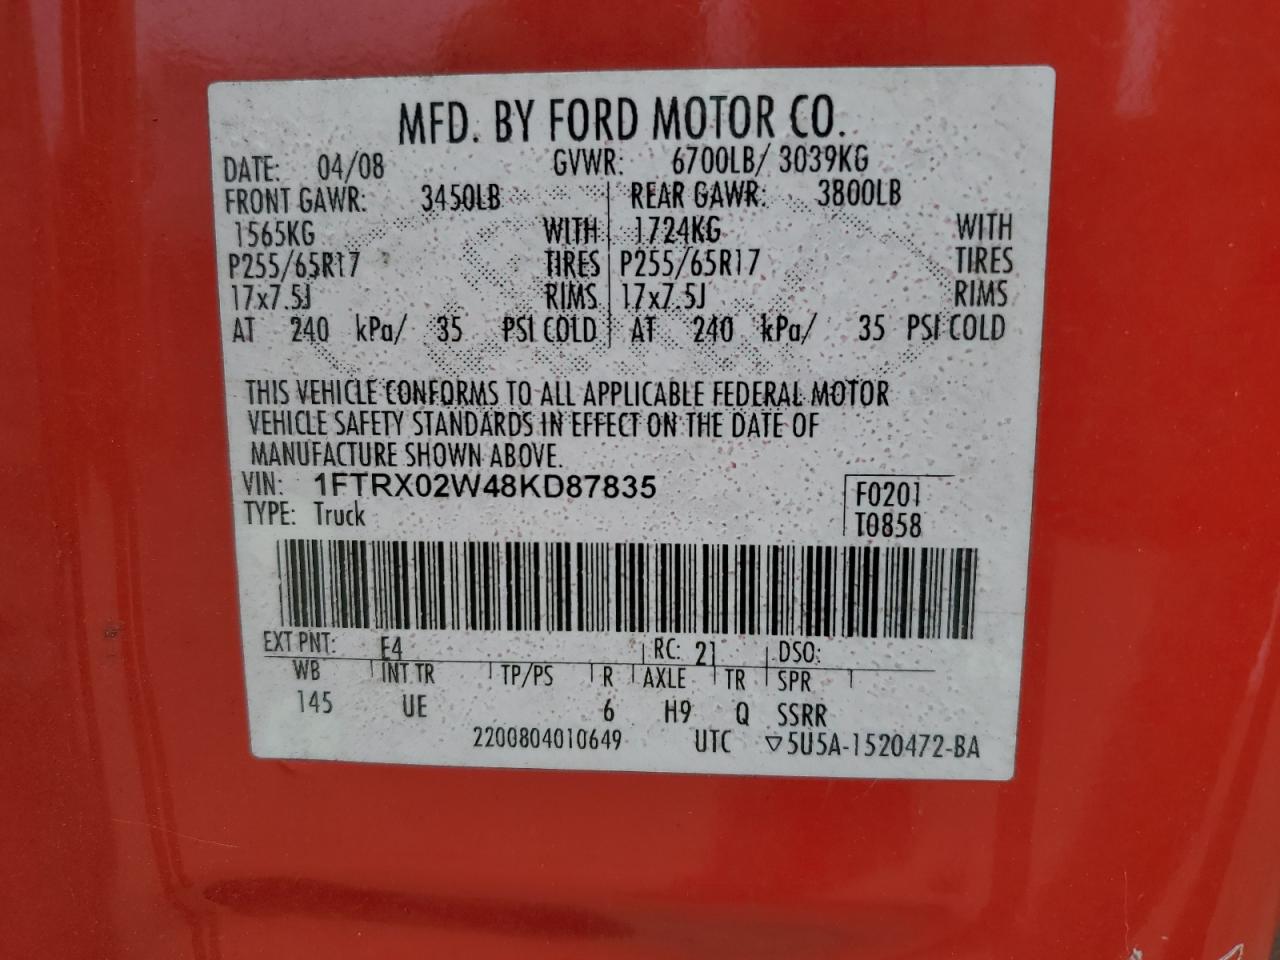 MFD. BY FORD MOTOR CO.
DATE: 04/08 GVWR: 6700LB/ 3039KG
FRONT GAWR: 3450LB REAR GAWR: 3800LB
1565KG WITH 1724KG WITH
P255/65R17 TIRES P255/65R17 TIRES
17x7.5J RIMS 17x7.5J RIMS
AT 240 kPa/ 35 PSI COLD AT 240 kPa/ 35 PSI COLD
THIS VEHICLE CONFORMS TO ALL APPLICABLE FEDERAL MOTOR
VEHICLE SAFETY STANDARDS IN EFFECT ON THE DATE OF
MANUFACTURE SHOWN ABOVE.
VIN: 1FTRX02W48KD87835 F0201
TYPE: Truck T0858
EXT PNT: E4 RC: 21 DSO:
WB INT TR TP/PS R AXLE TR SPR
145 UE 6 H9 Q SSRR
2200804010649 UTC ▽5U5A-1520472-BA